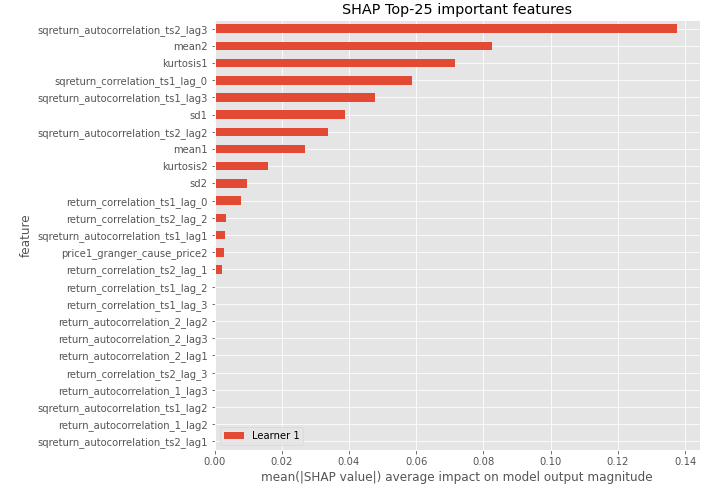 SHAP Top-25 important features
sqreturn_autocorrelation_ts2_lag3
mean2
kurtosis1
sqreturn_correlation_ts1_lag_0
sqreturn_autocorrelation_ts1_lag3
sd1
sqreturn_autocorrelation_ts2_lag2
mean1
kurtosis2
sd2
return_correlation_ts1_lag_0
return_correlation_ts2_lag_2
sqreturn_autocorrelation_ts1_lag1
price1_granger_cause_price2
return_correlation_ts2_lag_1
return_correlation_ts1_lag_2
return_correlation_ts1_lag_3
return_autocorrelation_2_lag2
return_autocorrelation_2_lag3
return_autocorrelation_2_lag1
return_correlation_ts2_lag_3
return_autocorrelation_1_lag3
sqreturn_autocorrelation_ts1_lag2
return_autocorrelation_1_lag2
sqreturn_autocorrelation_ts2_lag1
feature
Learner 1
0.00 0.02 0.04 0.06 0.08 0.10 0.12 0.14
mean(|SHAP value|) average impact on model output magnitude